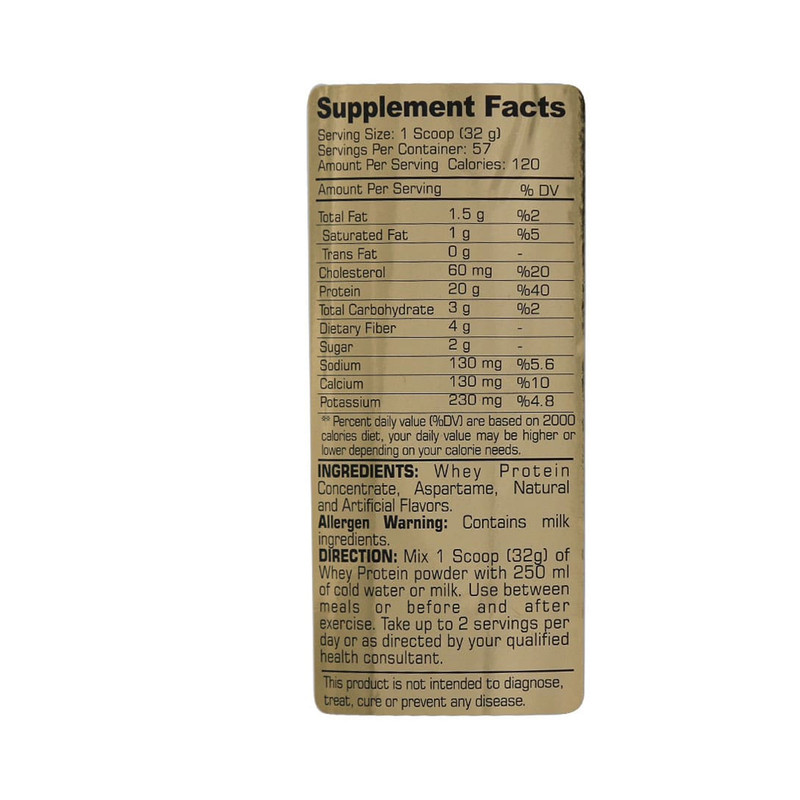 Supplement Facts
Serving Size: 1 Scoop (32 g)
Servings Per Container: 57
Amount Per Serving Calories: 120
Amount Per Serving % DV
Total Fat 1.5 g %2
Saturated Fat 1 g %5
Trans Fat 0 g -
Cholesterol 60 mg %20
Protein 20 g %40
Total Carbohydrate 3 g %2
Dietary Fiber 4 g -
Sugar 2 g -
Sodium 130 mg %5.6
Calcium 130 mg %10
Potassium 230 mg %4.8
** Percent daily value (%DV) are based on 2000
calories diet, your daily value may be higher or
lower depending on your calorie needs.
INGREDIENTS: Whey Protein
Concentrate, Aspartame, Natural
and Artificial Flavors.
Allergen Warning: Contains milk
ingredients.
DIRECTION: Mix 1 Scoop (32g) of
Whey Protein powder with 250 ml
of cold water or milk. Use between
meals or before and after
exercise. Take up to 2 servings per
day or as directed by your qualified
health consultant.
This product is not intended to diagnose,
treat, cure or prevent any disease.